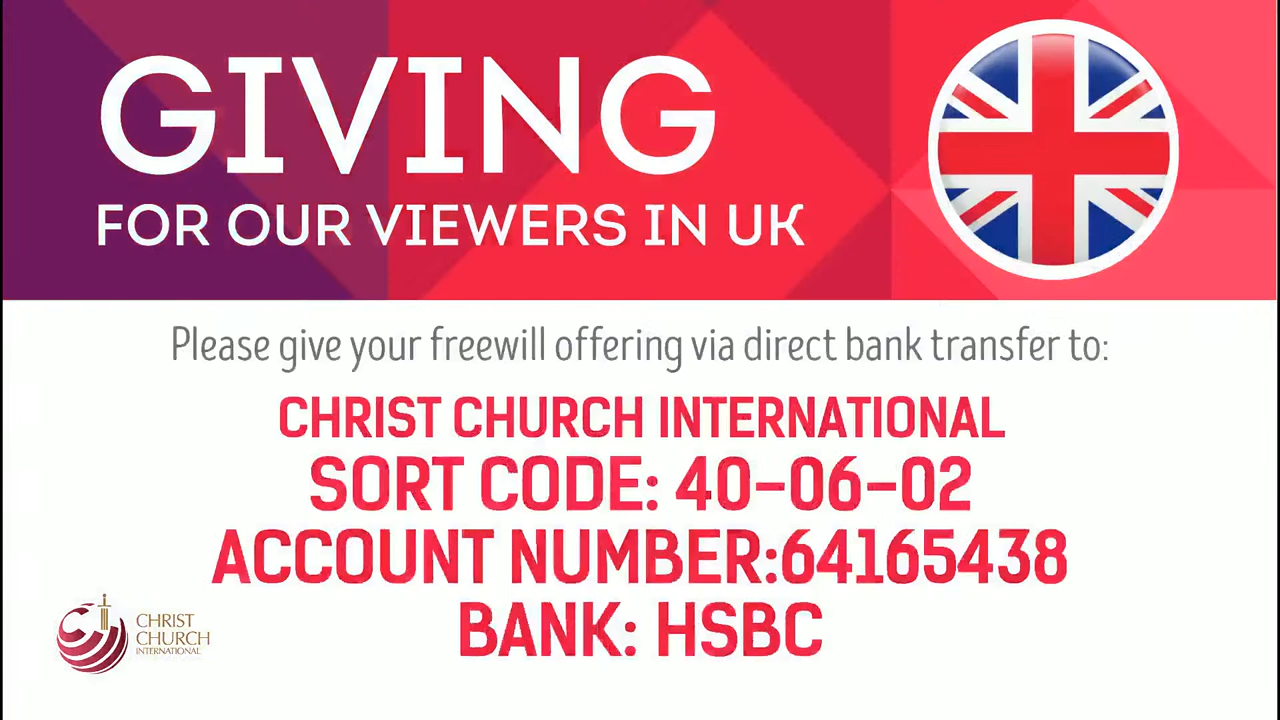 GIVING
FOR OUR VIEWERS IN UK
Please give your freewill offering via direct bank transfer to:
CHRIST CHURCH INTERNATIONAL
SORT CODE: 40-06-02
ACCOUNT NUMBER:64165438
BANK: HSBC
CHRIST
CHURCH
INTERNATIONAL